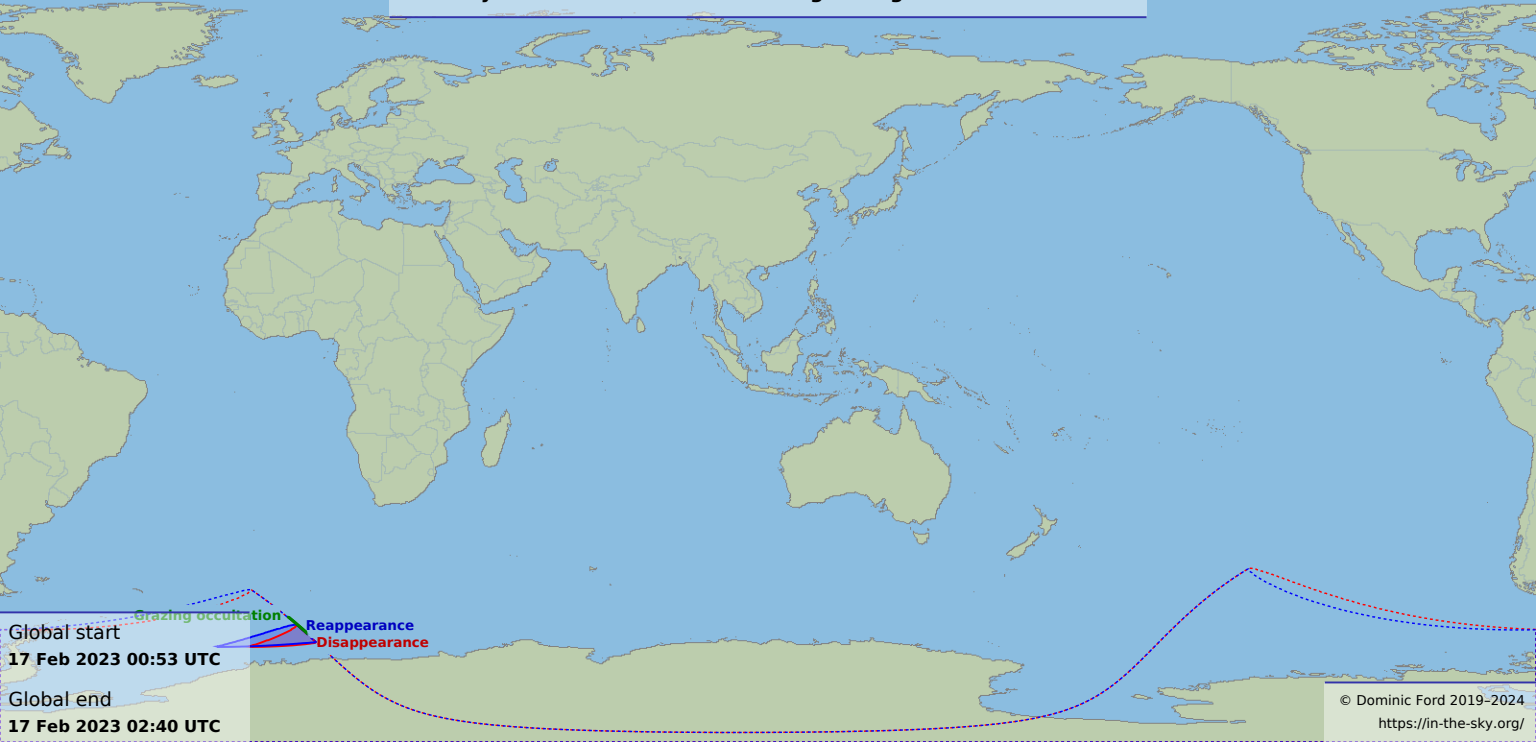 Grazing occultation
Reappearance
Disappearance
Global start
17 Feb 2023 00:53 UTC
Global end
17 Feb 2023 02:40 UTC
© Dominic Ford 2019–2024
https://in-the-sky.org/